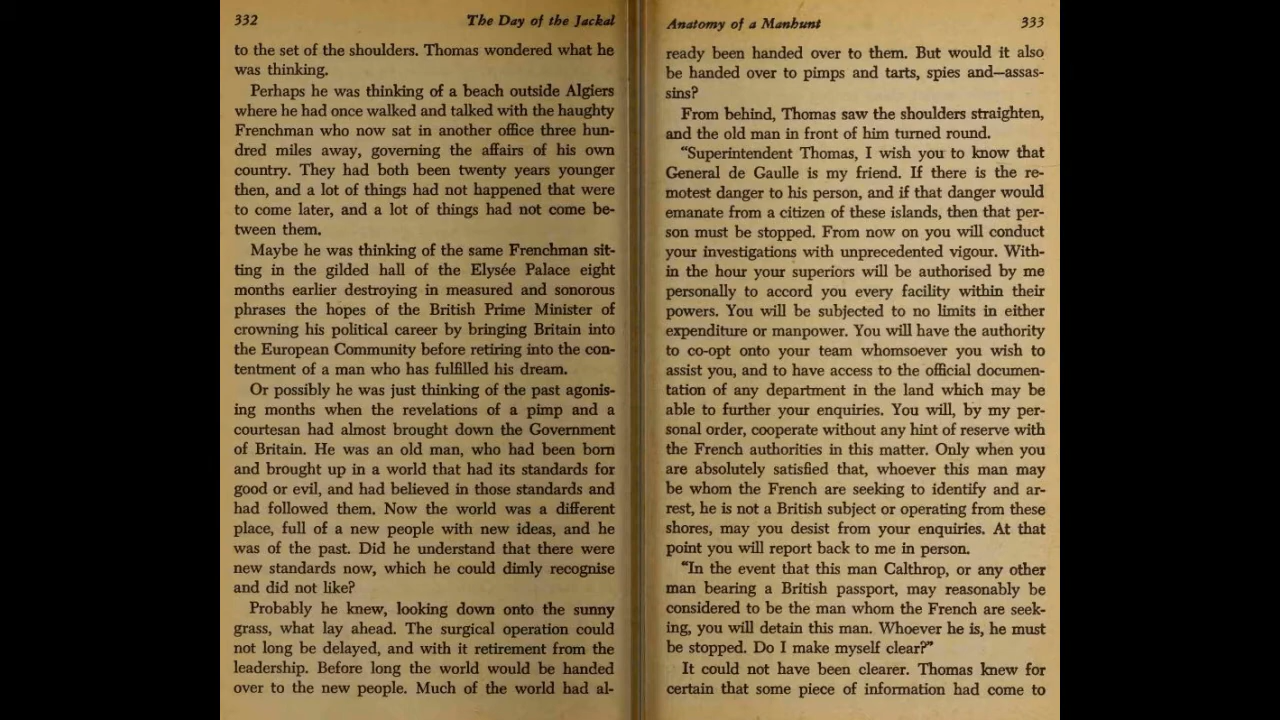 332 The Day of the Jackal
to the set of the shoulders. Thomas wondered what he
was thinking.
Perhaps he was thinking of a beach outside Algiers
where he had once walked and talked with the haughty
Frenchman who now sat in another office three hun-
dred miles away, governing the affairs of his own
country. They had both been twenty years younger
then, and a lot of things had not happened that were
to come later, and a lot of things had not come be-
tween them.
Maybe he was thinking of the same Frenchman sit-
ting in the gilded hall of the Elysée Palace eight
months earlier destroying in measured and sonorous
phrases the hopes of the British Prime Minister of
crowning his political career by bringing Britain into
the European Community before retiring into the con-
tentment of a man who has fulfilled his dream.
Or possibly he was just thinking of the past agonis-
ing months when the revelations of a pimp and a
courtesan had almost brought down the Government
of Britain. He was an old man, who had been born
and brought up in a world that had its standards for
good or evil, and had believed in those standards and
had followed them. Now the world was a different
place, full of a new people with new ideas, and he
was of the past. Did he understand that there were
new standards now, which he could dimly recognise
and did not like?
Probably he knew, looking down onto the sunny
grass, what lay ahead. The surgical operation could
not long be delayed, and with it retirement from the
leadership. Before long the world would be handed
over to the new people. Much of the world had al-
Anatomy of a Manhunt 333
ready been handed over to them. But would it also
be handed over to pimps and tarts, spies and—assas-
sins?
From behind, Thomas saw the shoulders straighten,
and the old man in front of him turned round.
“Superintendent Thomas, I wish you to know that
General de Gaulle is my friend. If there is the re-
motest danger to his person, and if that danger would
emanate from a citizen of these islands, then that per-
son must be stopped. From now on you will conduct
your investigations with unprecedented vigour. With-
in the hour your superiors will be authorised by me
personally to accord you every facility within their
powers. You will be subjected to no limits in either
expenditure or manpower. You will have the authority
to co-opt onto your team whomsoever you wish to
assist you, and to have access to the official documen-
tation of any department in the land which may be
able to further your enquiries. You will, by my per-
sonal order, cooperate without any hint of reserve with
the French authorities in this matter. Only when you
are absolutely satisfied that, whoever this man may
be whom the French are seeking to identify and ar-
rest, he is not a British subject or operating from these
shores, may you desist from your enquiries. At that
point you will report back to me in person.
“In the event that this man Calthrop, or any other
man bearing a British passport, may reasonably be
considered to be the man whom the French are seek-
ing, you will detain this man. Whoever he is, he must
be stopped. Do I make myself clear?”
It could not have been clearer. Thomas knew for
certain that some piece of information had come to